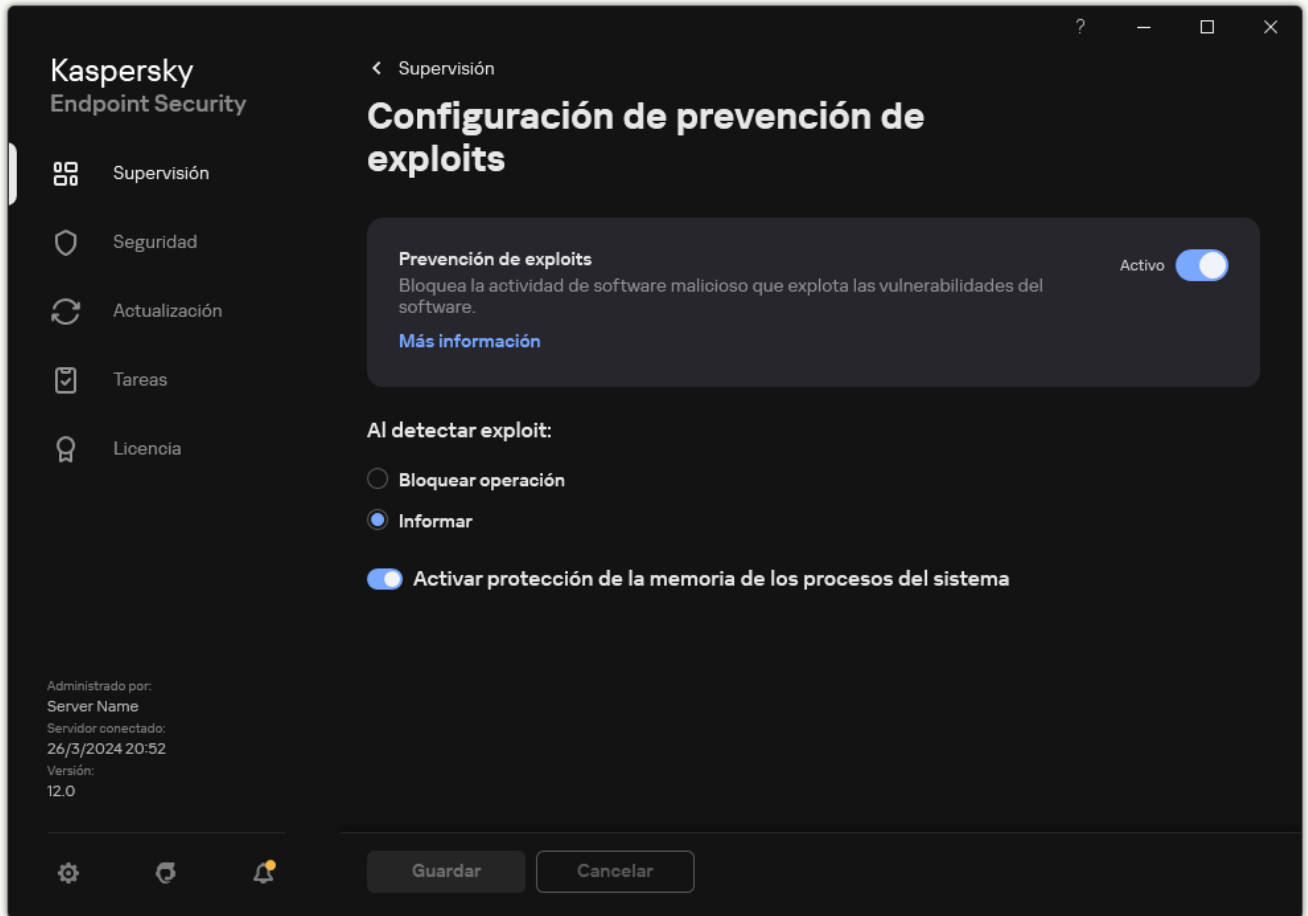 ?
Kaspersky
Endpoint Security
Supervisión
Seguridad
Actualización
Tareas
Licencia
Administrado por:
Server Name
Servidor conectado:
26/3/2024 20:52
Versión:
12.0
Supervisión
Configuración de prevención de
exploits
Prevención de exploits
Activo
Bloquea la actividad de software malicioso que explota las vulnerabilidades del
software.
Más información
Al detectar exploit:
Bloquear operación
Informar
Activar protección de la memoria de los procesos del sistema
Guardar
Cancelar